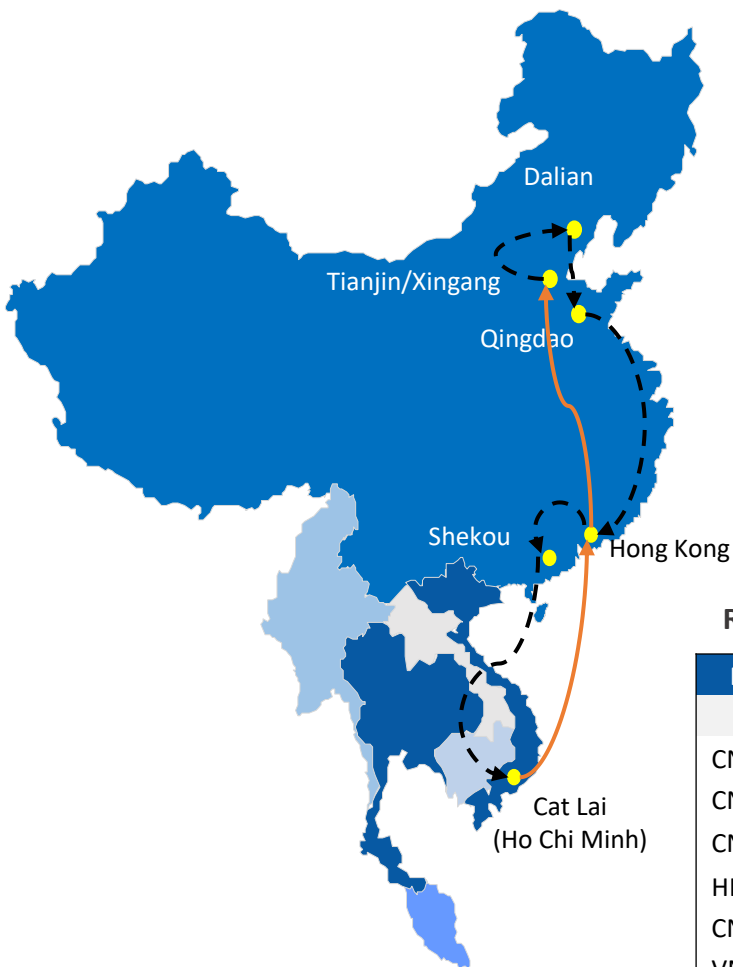 Dalian
Tianjin/Xingang
Qingdao
Shekou
Hong Kong
Cat Lai
(Ho Chi Minh)